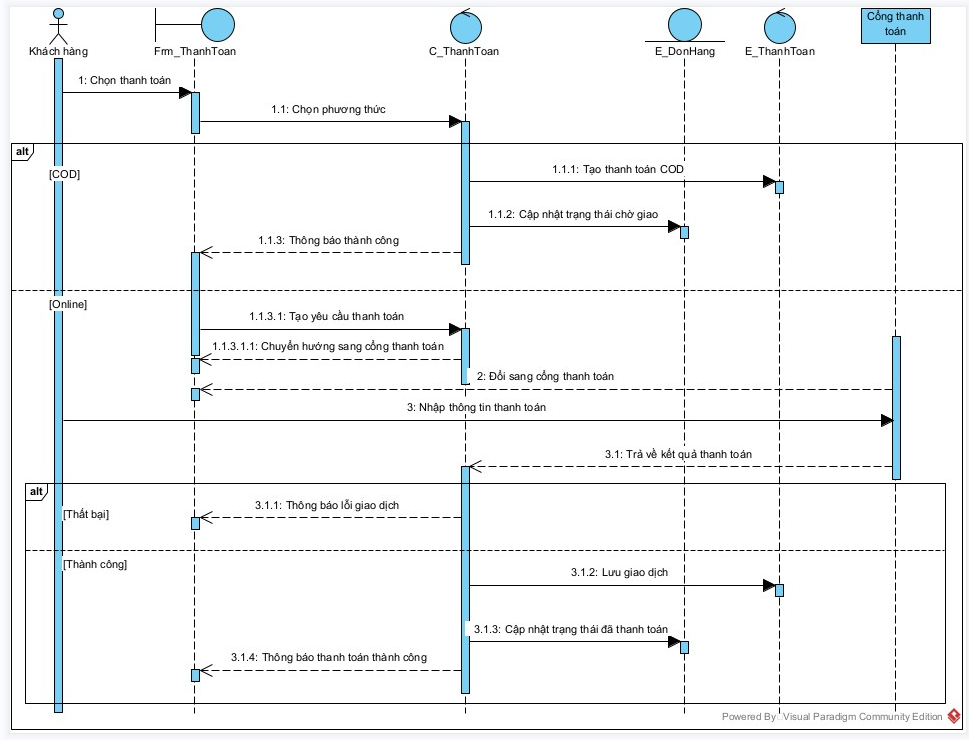 Cổng thanh
toán
Khách hàng
Frm_ThanhToan
C_ThanhToan
E_DonHang
E_ThanhToan
1: Chọn thanh toán
1.1: Chọn phương thức
alt
[COD]
1.1.1: Tạo thanh toán COD
1.1.2: Cập nhật trạng thái chờ giao
1.1.3: Thông báo thành công
[Online]
1.1.3.1: Tạo yêu cầu thanh toán
1.1.3.1.1: Chuyển hướng sang cổng thanh toán
2: Đổi sang cổng thanh toán
3: Nhập thông tin thanh toán
3.1: Trả về kết quả thanh toán
alt
3.1.1: Thông báo lỗi giao dịch
[Thất bại]
[Thành công]
3.1.2: Lưu giao dịch
3.1.3: Cập nhật trạng thái đã thanh toán
3.1.4: Thông báo thanh toán thành công
Powered By Visual Paradigm Community Edition